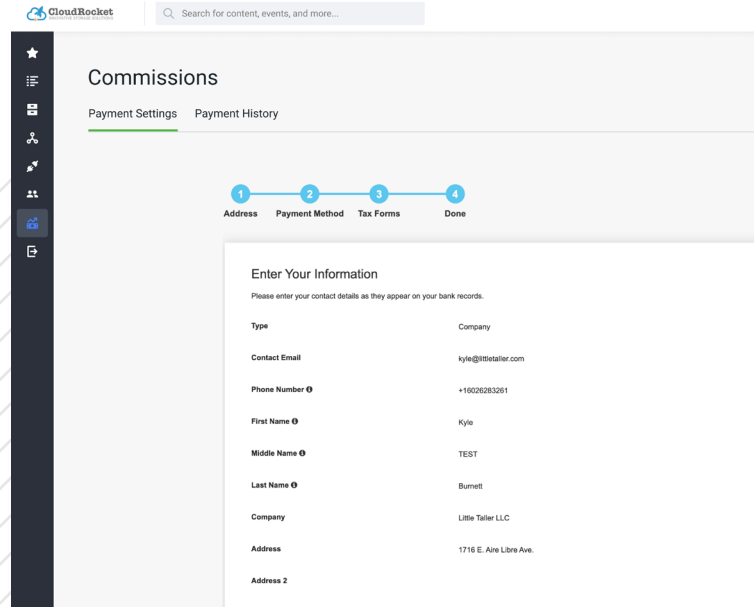 CloudRocket
INNOVATIVE STORAGE SOLUTIONS
Search for content, events, and more...
Commissions
Payment Settings Payment History
1 2 3 4
Address Payment Method Tax Forms Done
Enter Your Information
Please enter your contact details as they appear on your bank records.
Type Company
Contact Email kyle@littletaller.com
Phone Number +16026283261
First Name Kyle
Middle Name TEST
Last Name Burnett
Company Little Taller LLC
Address 1716 E. Aire Libre Ave.
Address 2